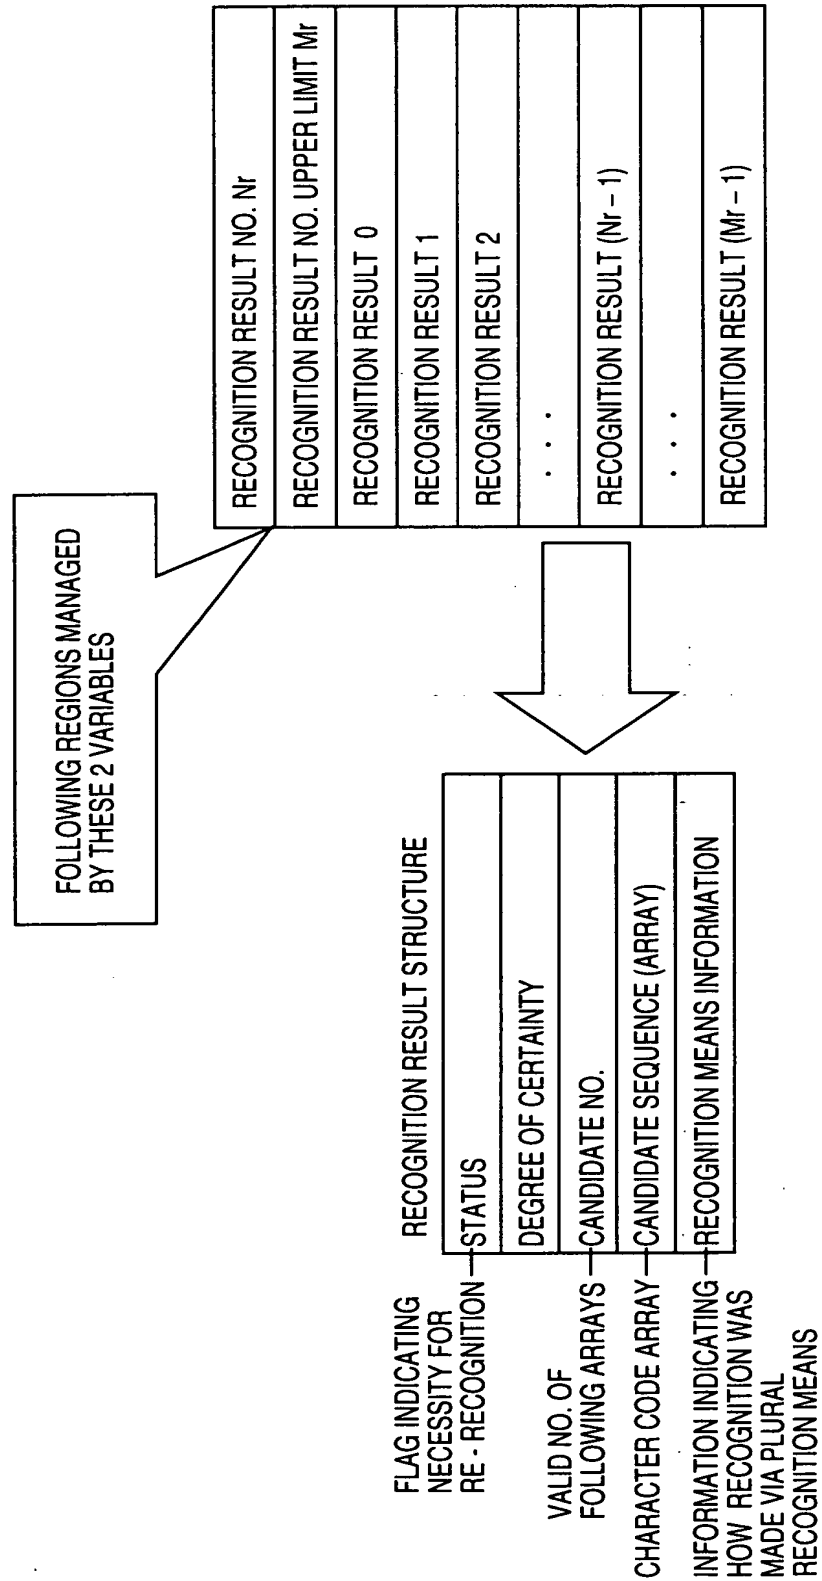 FOLLOWING REGIONS MANAGED
BY THESE 2 VARIABLES
RECOGNITION RESULT NO. Nr
RECOGNITION RESULT NO. UPPER LIMIT Mr
RECOGNITION RESULT 0
RECOGNITION RESULT 1
RECOGNITION RESULT 2
. . .
RECOGNITION RESULT (Nr – 1)
. . .
RECOGNITION RESULT (Mr – 1)
RECOGNITION RESULT STRUCTURE
FLAG INDICATING
NECESSITY FOR
RE - RECOGNITION
STATUS
DEGREE OF CERTAINTY
VALID NO. OF
FOLLOWING ARRAYS
CANDIDATE NO.
CHARACTER CODE ARRAY
CANDIDATE SEQUENCE (ARRAY)
INFORMATION INDICATING
HOW RECOGNITION WAS
MADE VIA PLURAL
RECOGNITION MEANS
RECOGNITION MEANS INFORMATION